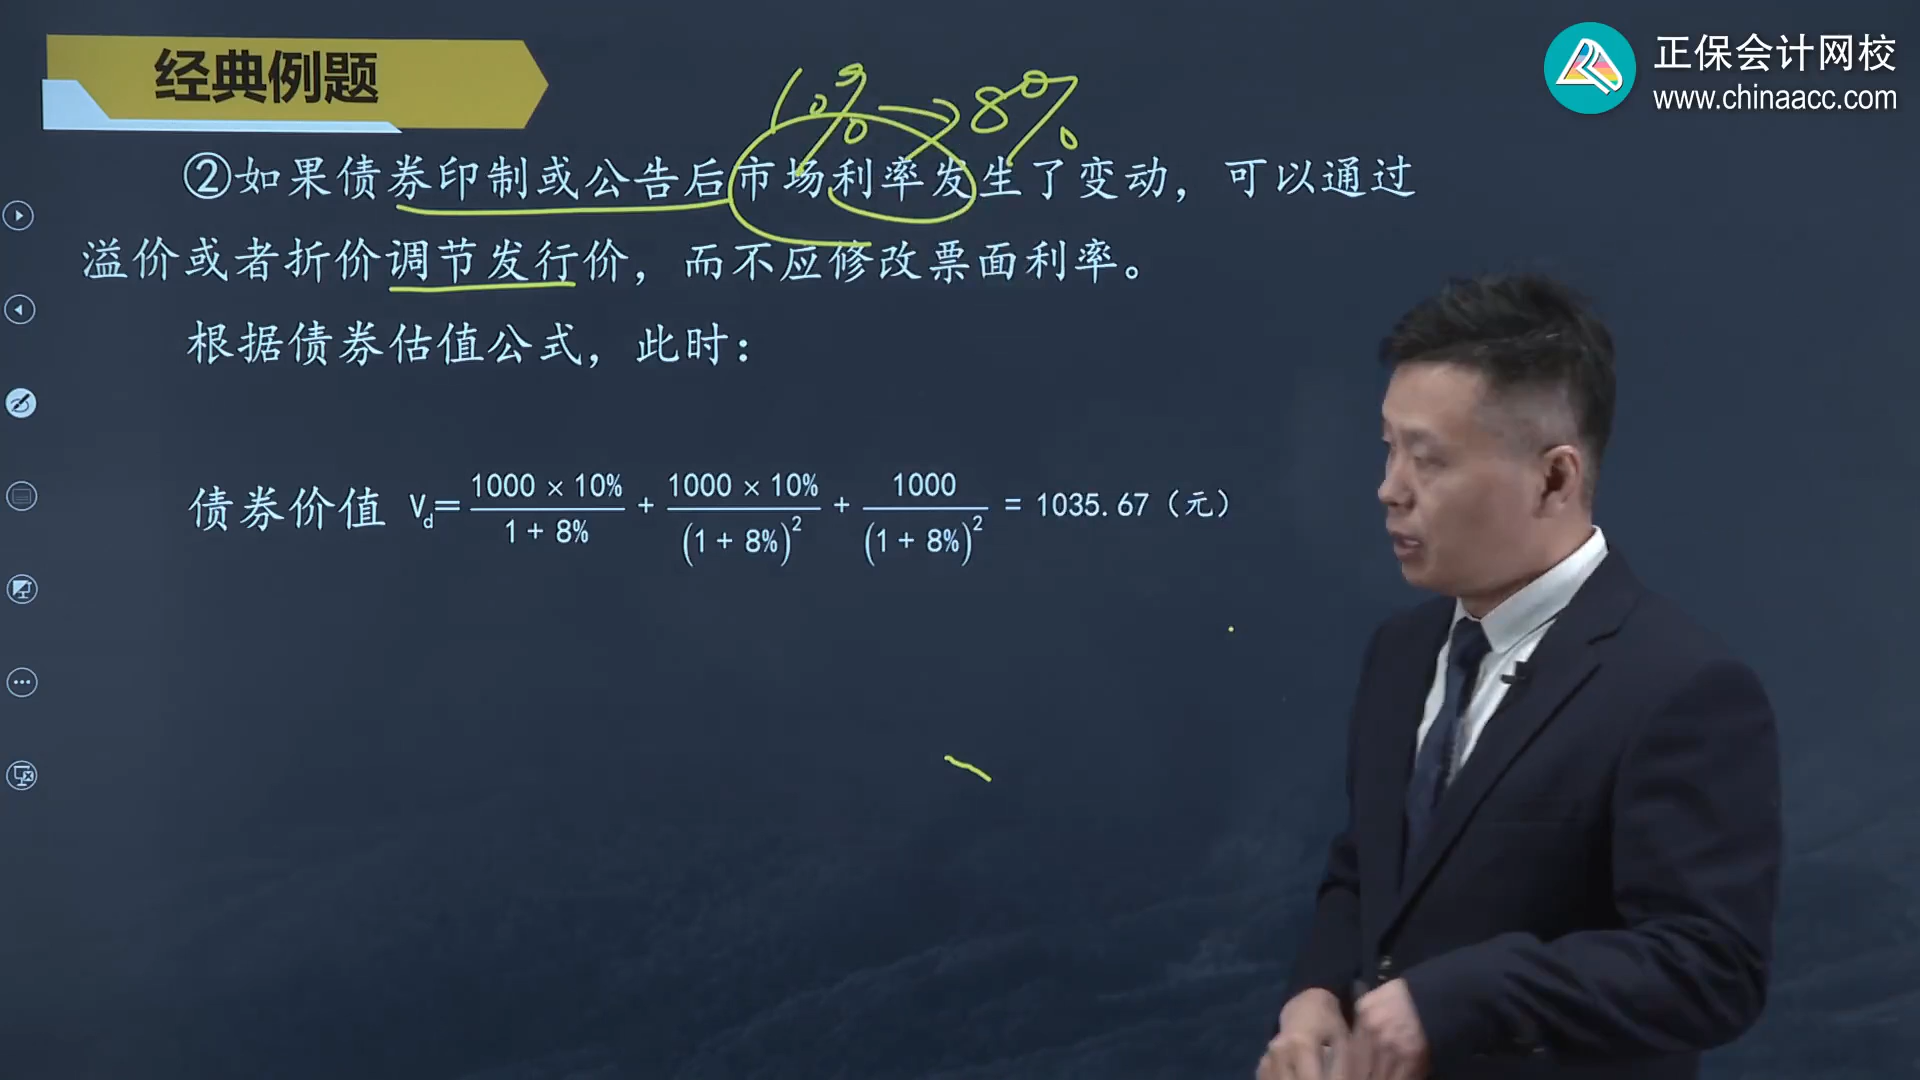 经典例题
正保会计网校
www.chinaacc.com
10% → 8%
②如果债券印制或公告后市场利率发生了变动，可以通过
溢价或者折价调节发行价，而不应修改票面利率。
根据债券估值公式，此时：
债券价值 Vd= 1000 × 10% / 1 + 8% + 1000 × 10% / (1 + 8%)² + 1000 / (1 + 8%)² = 1035.67（元）